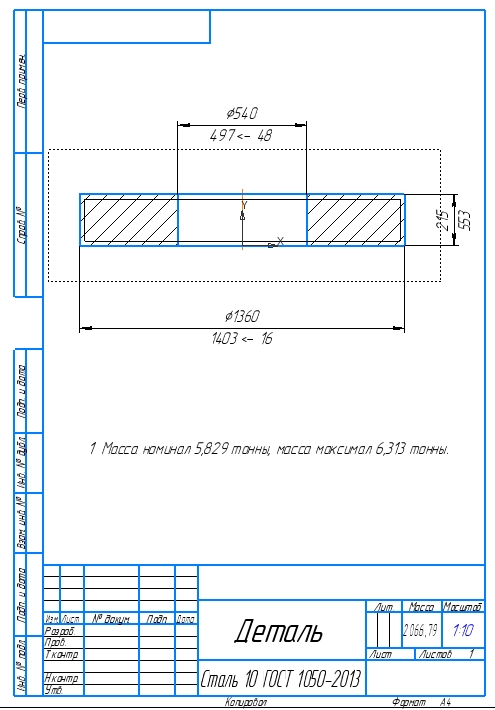 Перв. примен.
Справ. №
Подп. и дата
Инв. № дубл.
Взам. инв. №
Подп. и дата
Инв. № подл.
⌀540
497 <- 48
Y
X
215
553
⌀1360
1403 <- 16
1 Масса номинал 5,829 тонны, масса максимал 6,313 тонны.
Изм. Лист № докум. Подп. Дата
Разраб.
Пров.
Т.контр.
Н.контр.
Утв.
Деталь
Сталь 10 ГОСТ 1050-2013
Лит. Масса Масштаб
2066,79 1:10
Лист Листов 1
Копировал Формат А4